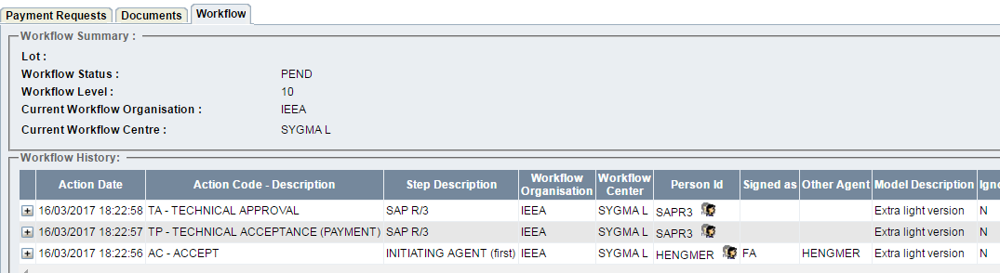 Payment Requests Documents Workflow
Workflow Summary :
Lot :
Workflow Status : PEND
Workflow Level : 10
Current Workflow Organisation : IEEA
Current Workflow Centre : SYGMA L
Workflow History:
Action Date Action Code - Description Step Description Workflow Organisation Workflow Center Person Id Signed as Other Agent Model Description Igno
16/03/2017 18:22:58 TA - TECHNICAL APPROVAL SAP R/3 IEEA SYGMA L SAPR3 Extra light version N
16/03/2017 18:22:57 TP - TECHNICAL ACCEPTANCE (PAYMENT) SAP R/3 IEEA SYGMA L SAPR3 Extra light version N
16/03/2017 18:22:56 AC - ACCEPT INITIATING AGENT (first) IEEA SYGMA L HENGMER FA HENGMER Extra light version N